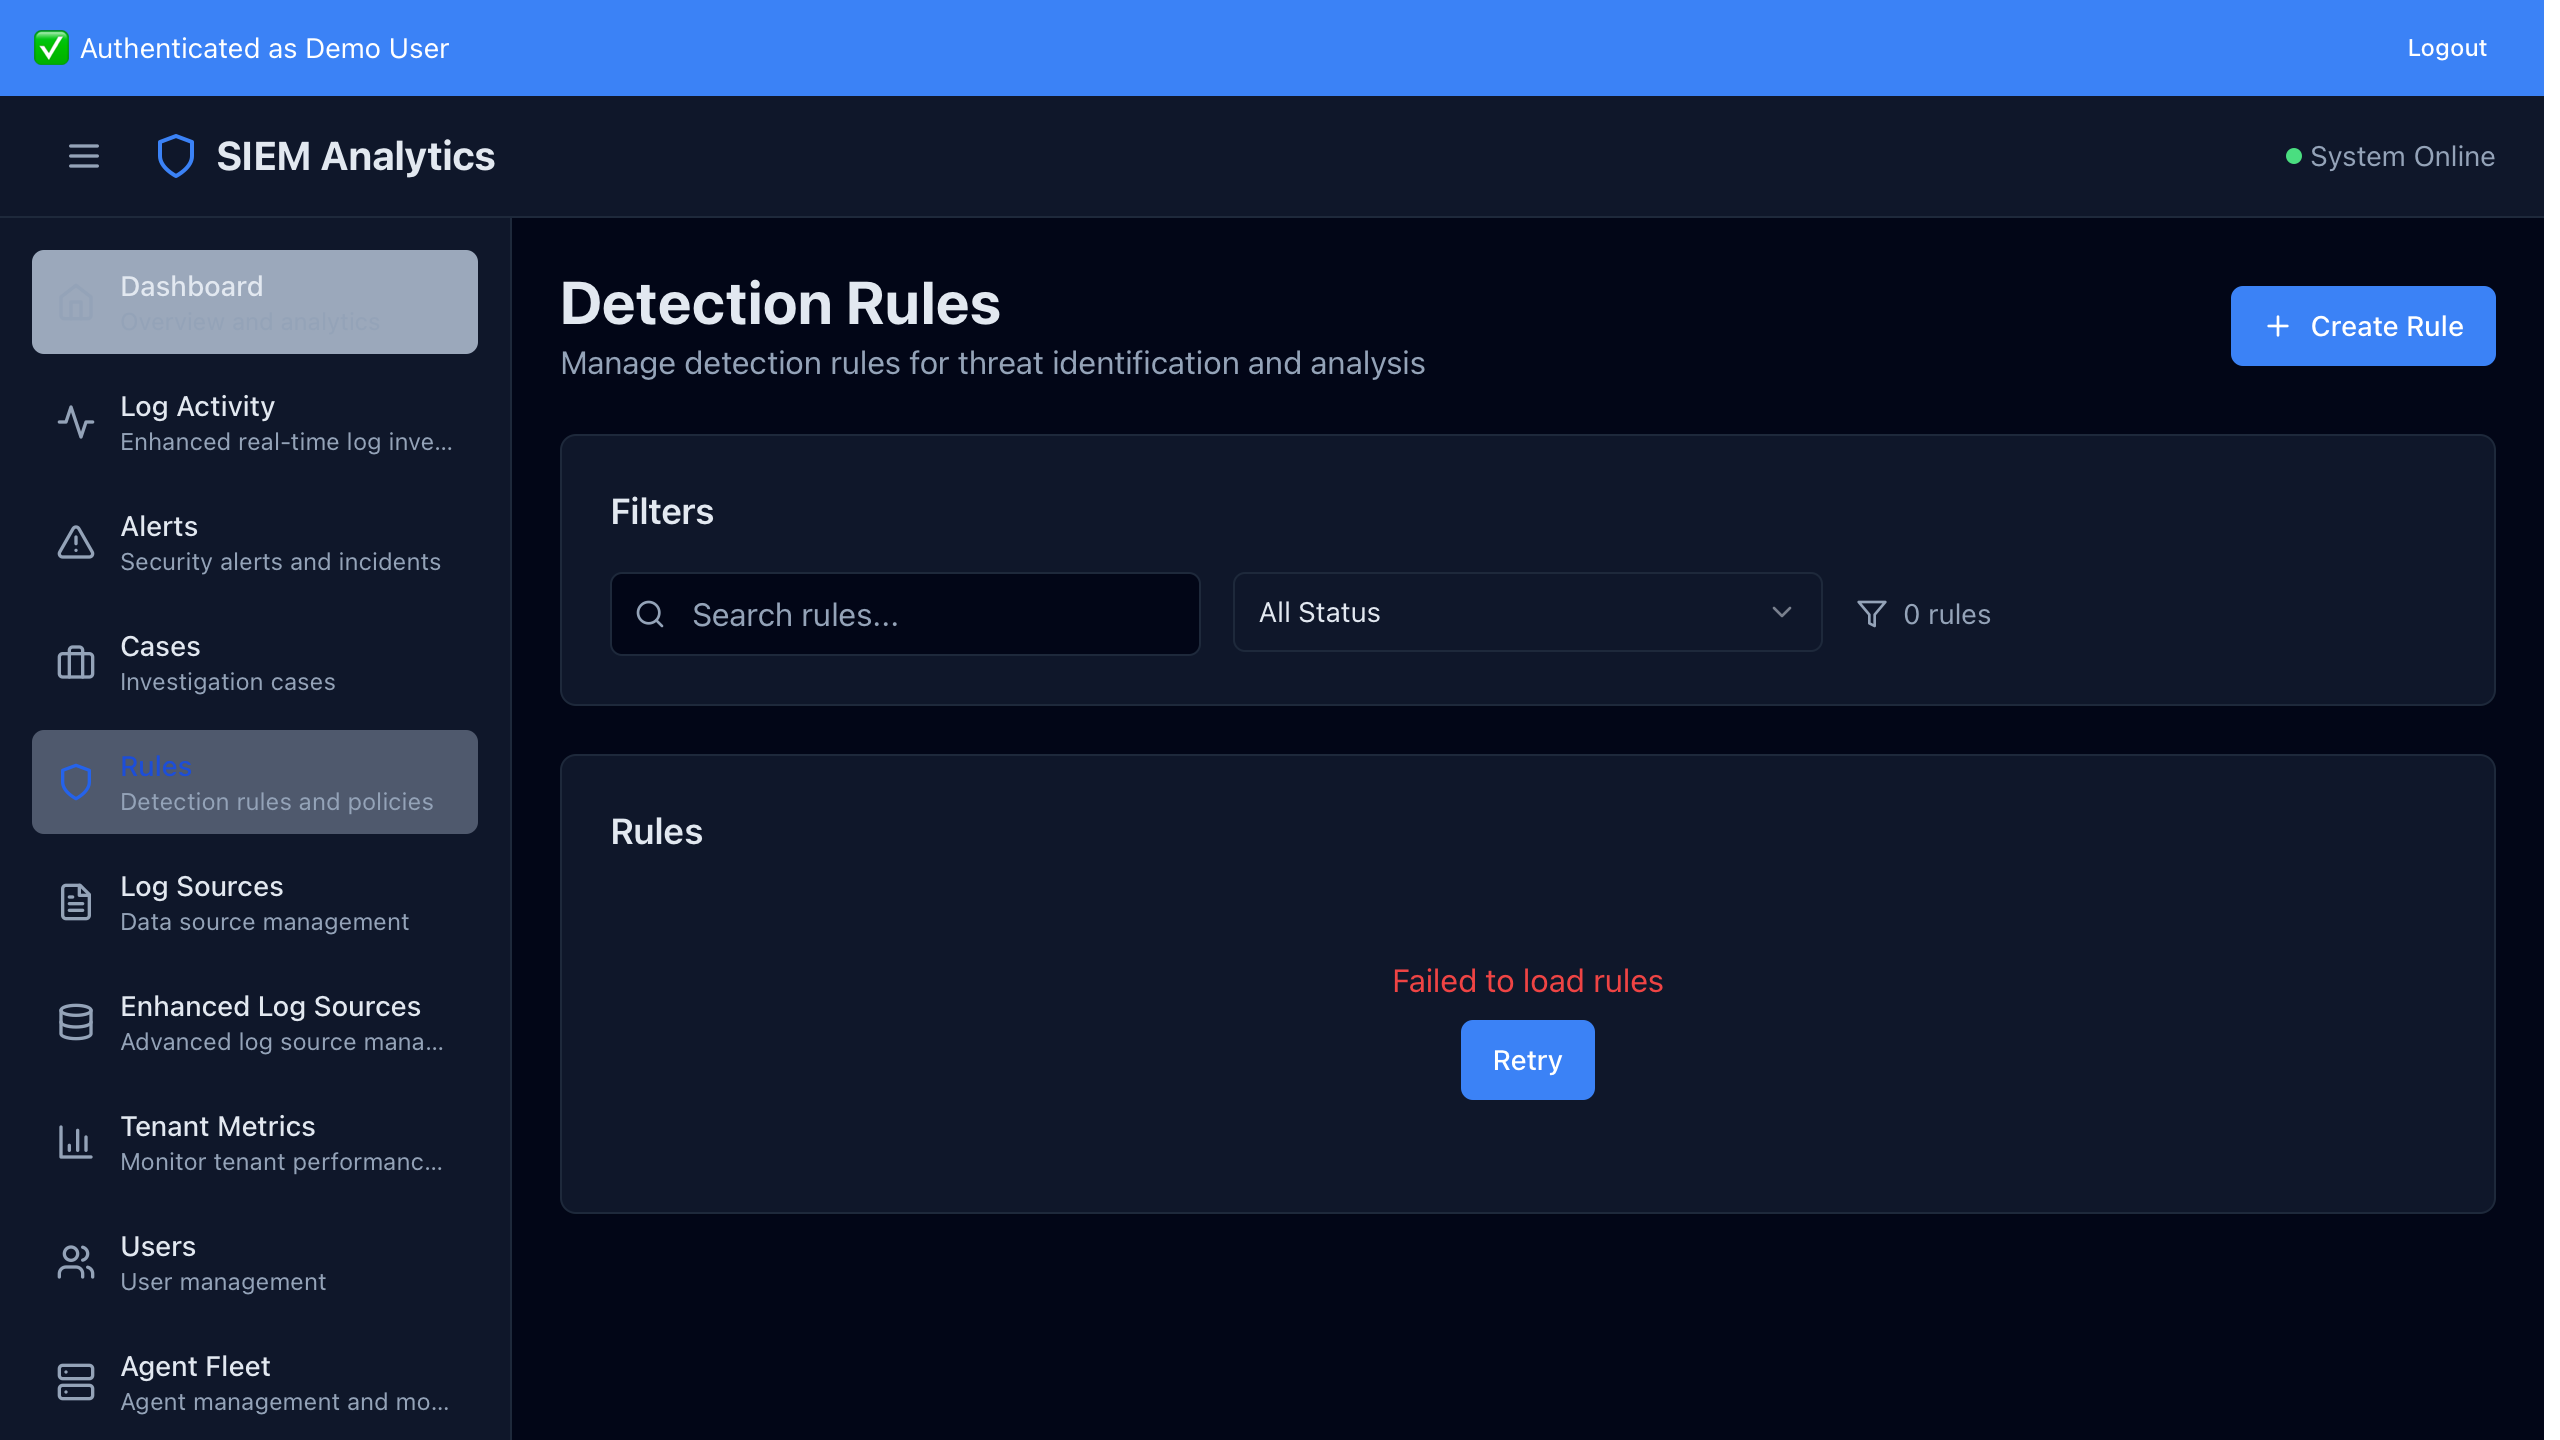 ✅ Authenticated as Demo User
Logout
SIEM Analytics
System Online
Dashboard
Overview and analytics
Log Activity
Enhanced real-time log inve...
Alerts
Security alerts and incidents
Cases
Investigation cases
Rules
Detection rules and policies
Log Sources
Data source management
Enhanced Log Sources
Advanced log source mana...
Tenant Metrics
Monitor tenant performanc...
Users
User management
Agent Fleet
Agent management and mo...
Detection Rules
Manage detection rules for threat identification and analysis
Create Rule
Filters
Search rules...
All Status
0 rules
Rules
Failed to load rules
Retry